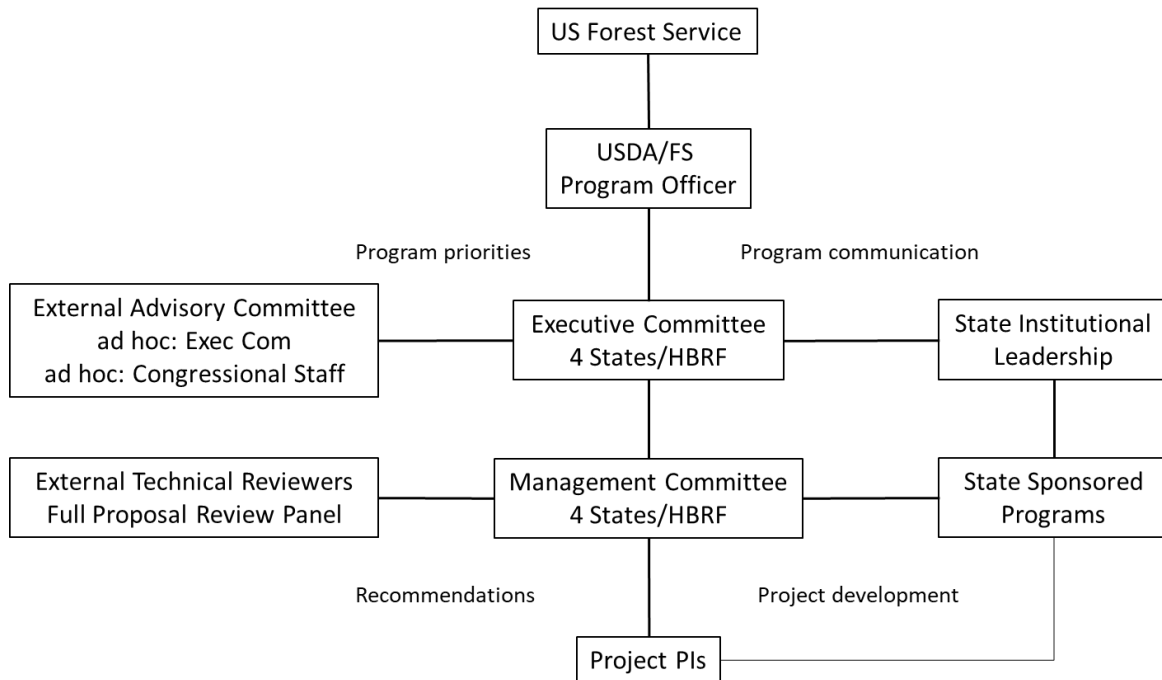 US Forest Service
USDA/FS
Program Officer
Program priorities
Program communication
External Advisory Committee
ad hoc: Exec Com
ad hoc: Congressional Staff
Executive Committee
4 States/HBRF
State Institutional
Leadership
External Technical Reviewers
Full Proposal Review Panel
Management Committee
4 States/HBRF
State Sponsored
Programs
Recommendations
Project development
Project PIs